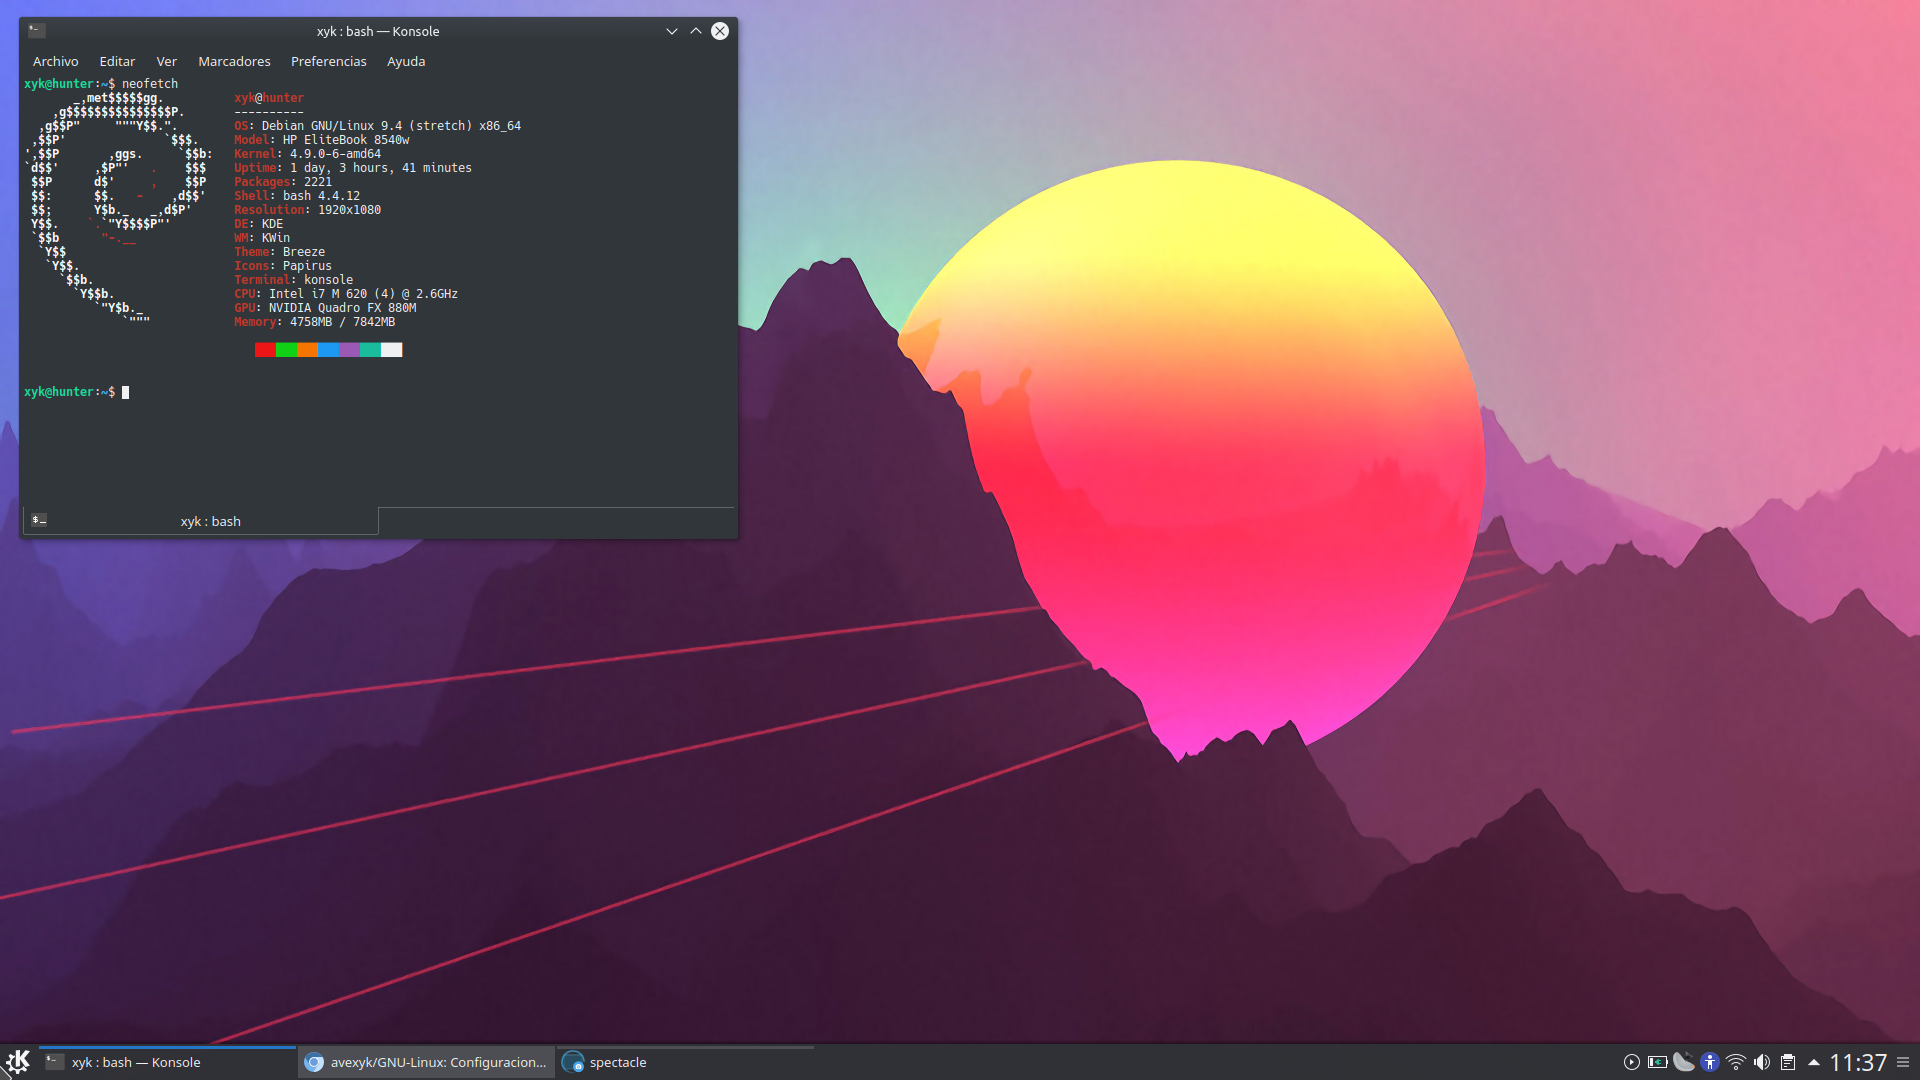 xyk : bash — Konsole
Archivo Editar Ver Marcadores Preferencias Ayuda
xyk@hunter:~$ neofetch
_,met$$$$$gg. xyk@hunter
,g$$$$$$$$$$$$$$$P. ----------
,g$$P" """Y$$.". OS: Debian GNU/Linux 9.4 (stretch) x86_64
,$$P' `$$$. Model: HP EliteBook 8540w
',$$P ,ggs. `$$b: Kernel: 4.9.0-6-amd64
`d$$' ,$P"' . $$$ Uptime: 1 day, 3 hours, 41 minutes
$$P d$' , $$P Packages: 2221
$$: $$. - ,d$$' Shell: bash 4.4.12
$$; Y$b._ _,d$P' Resolution: 1920x1080
Y$$. `.`"Y$$$$P"' DE: KDE
`$$b "-.__ WM: KWin
`Y$$ Theme: Breeze
`Y$$. Icons: Papirus
`$$b. Terminal: konsole
`Y$$b. CPU: Intel i7 M 620 (4) @ 2.6GHz
`"Y$b._ GPU: NVIDIA Quadro FX 880M
`""" Memory: 4758MB / 7842MB
xyk@hunter:~$
xyk : bash
xyk : bash — Konsole avexyk/GNU-Linux: Configuracion... spectacle 11:37